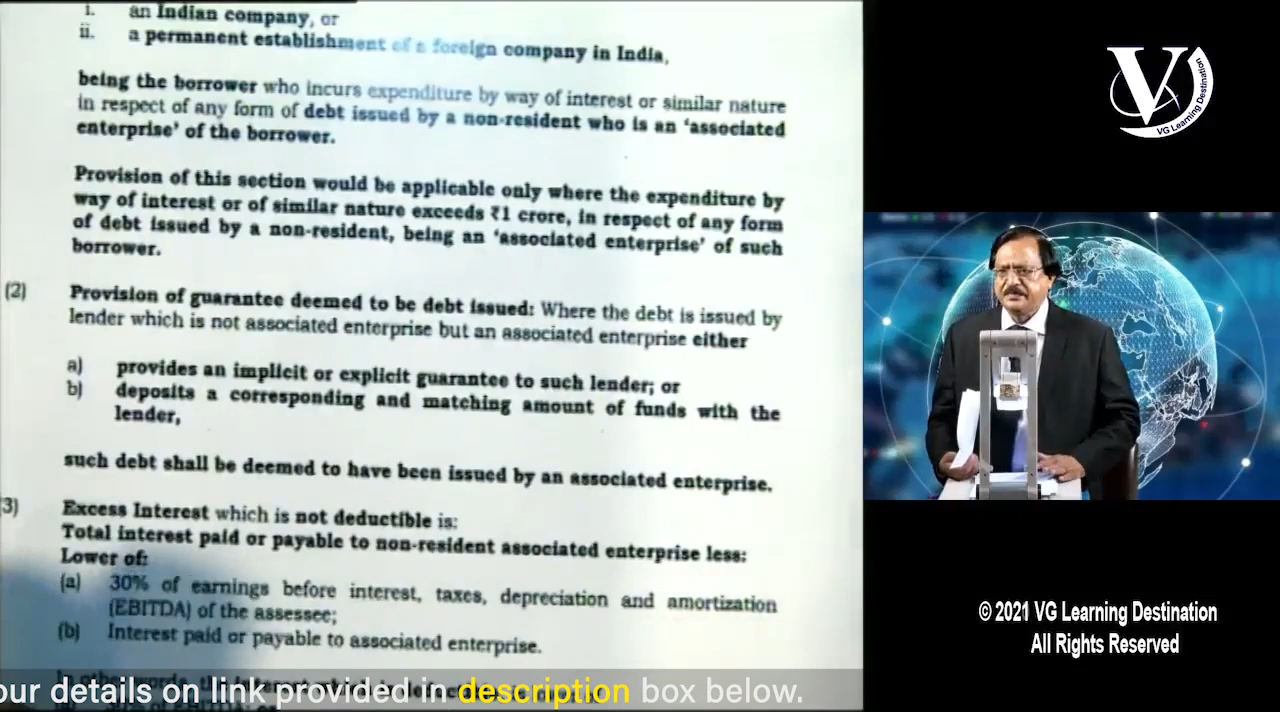 i. an Indian company, or
ii. a permanent establishment of a foreign company in India,
being the borrower who incurs expenditure by way of interest or similar nature
in respect of any form of debt issued by a non-resident who is an ‘associated
enterprise’ of the borrower.
Provision of this section would be applicable only where the expenditure by
way of interest or of similar nature exceeds ₹1 crore, in respect of any form
of debt issued by a non-resident, being an ‘associated enterprise’ of such
borrower.
(2) Provision of guarantee deemed to be debt issued: Where the debt is issued by
lender which is not associated enterprise but an associated enterprise either
a) provides an implicit or explicit guarantee to such lender; or
b) deposits a corresponding and matching amount of funds with the
lender,
such debt shall be deemed to have been issued by an associated enterprise.
3) Excess Interest which is not deductible is:
Total interest paid or payable to non-resident associated enterprise less:
Lower of:
(a) 30% of earnings before interest, taxes, depreciation and amortization
(EBITDA) of the assessee;
(b) Interest paid or payable to associated enterprise.
our details on link provided in description box below.
V
VG Learning Destination
© 2021 VG Learning Destination
All Rights Reserved